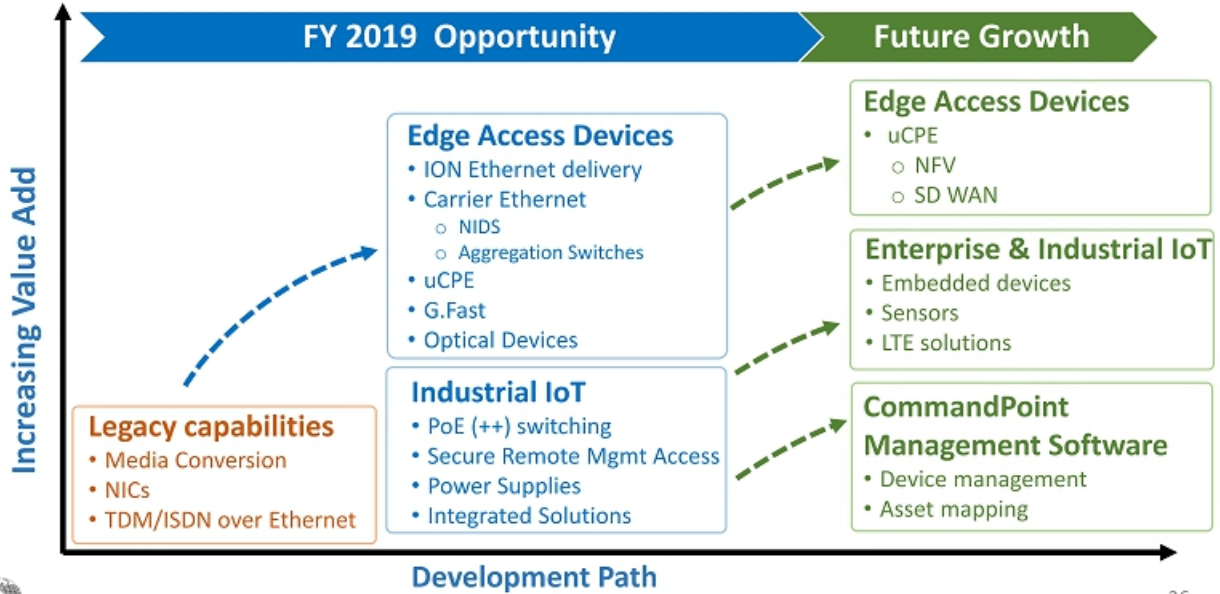 FY 2019 Opportunity
Future Growth
Increasing Value Add
Legacy capabilities
• Media Conversion
• NICs
• TDM/ISDN over Ethernet
Edge Access Devices
• ION Ethernet delivery
• Carrier Ethernet
○ NIDS
○ Aggregation Switches
• uCPE
• G.Fast
• Optical Devices
Industrial IoT
• PoE (++) switching
• Secure Remote Mgmt Access
• Power Supplies
• Integrated Solutions
Edge Access Devices
• uCPE
○ NFV
○ SD WAN
Enterprise & Industrial IoT
• Embedded devices
• Sensors
• LTE solutions
CommandPoint
Management Software
• Device management
• Asset mapping
Development Path